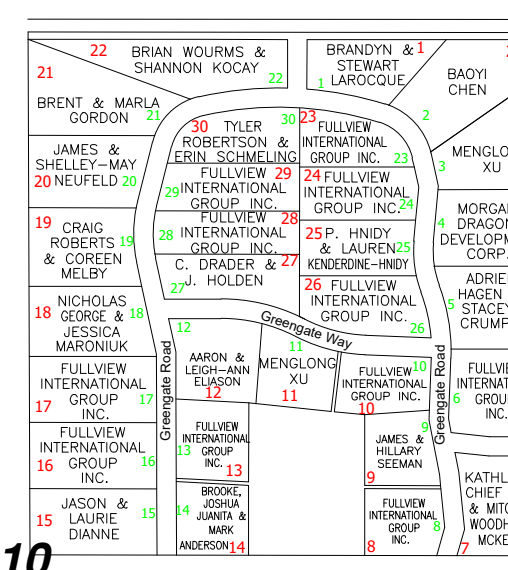 22
BRIAN WOURMS &
SHANNON KOCAY
22
21
BRENT & MARLA
GORDON
21
BRANDYN & 1
STEWART
LAROCQUE
1
BAOYI
CHEN
2
30
30
TYLER
ROBERTSON &
ERIN SCHMELING
23
FULLVIEW
INTERNATIONAL
GROUP INC.
23
JAMES &
SHELLEY-MAY
20 NEUFELD 20
FULLVIEW 29
INTERNATIONAL
29
GROUP INC.
24 FULLVIEW
INTERNATIONAL
GROUP INC.
24
3
MENGLO
XU
19
CRAIG
ROBERTS
19
& COREEN
MELBY
FULLVIEW 28
INTERNATIONAL
28
GROUP INC.
25 P. HNIDY
& LAUREN 25
KENDERDINE-HNIDY
4
MORGA
DRAGON
DEVELOPM
CORP.
C. DRADER & 27
J. HOLDEN
27
26
FULLVIEW
INTERNATIONAL
GROUP INC.
26
ADRIE
HAGEN
5
STACEY
CRUMP
18
NICHOLAS
GEORGE & 18
JESSICA
MARONIUK
Greengate Way
12
AARON &
LEIGH-ANN
ELIASON
12
11
MENGLONG
XU
11
10
FULLVIEW
INTERNATIONAL
GROUP INC.
10
Greengate Road
Greengate Road
FULLVIEW
INTERNATIONAL
GROUP
INC.
17
17
FULLVIE
INTERNATI
GROU
INC.
6
FULLVIEW
INTERNATIONAL
GROUP
INC.
16
16
13
FULLVIEW
INTERNATIONAL
GROUP
INC.
13
9
JAMES &
HILLARY
SEEMAN
9
15
JASON &
LAURIE
DIANNE
15
14
BROOKE,
JOSHUA
JUANITA &
MARK
ANDERSON 14
FULLVIEW
INTERNATIONAL
GROUP
INC.
8
8
KATHL
CHIEF
& MITC
WOODH
MCKE
7
10